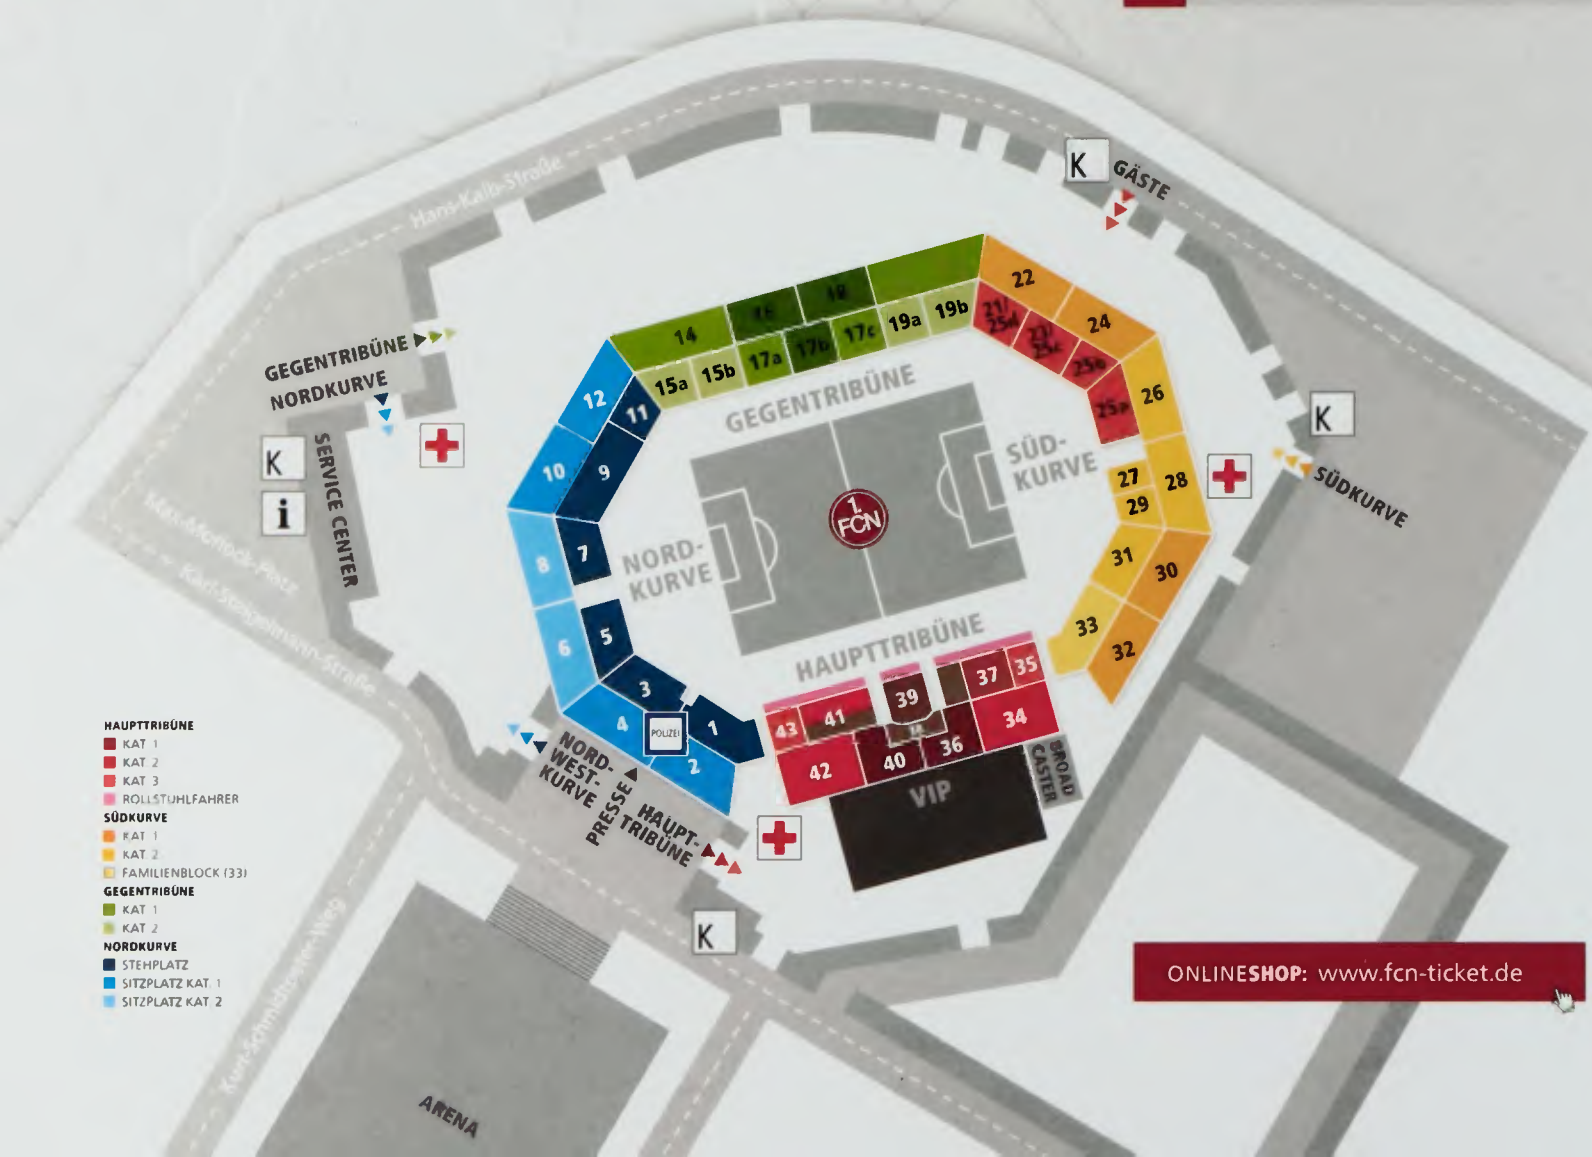 Hans-Kalb-Straße
K
GÄSTE
GEGENTRIBÜNE
NORDKURVE
K
i
SERVICE CENTER
Max-Morlock-Platz
Karl-Steigelmann-Straße
22
24
14
18
19a
19b
17c
17b
17a
15b
15a
25b
25a
26
12
11
10
9
8
7
6
5
4
3
2
1
27
28
29
31
30
33
32
GEGENTRIBÜNE
SÜD-
KURVE
NORD-
KURVE
HAUPTTRIBÜNE
1.
FCN
K
SÜDKURVE
POLIZEI
43
41
39
37
35
42
40
36
34
VIP
BROAD
CASTER
NORD-
WEST-
KURVE
PRESSE
HAUPT-
TRIBÜNE
K
HAUPTTRIBÜNE
KAT 1
KAT 2
KAT 3
ROLLSTUHLFAHRER
SÜDKURVE
KAT 1
KAT 2
FAMILIENBLOCK (33)
GEGENTRIBÜNE
KAT 1
KAT 2
NORDKURVE
STEHPLATZ
SITZPLATZ KAT. 1
SITZPLATZ KAT. 2
ARENA
ONLINESHOP: www.fcn-ticket.de